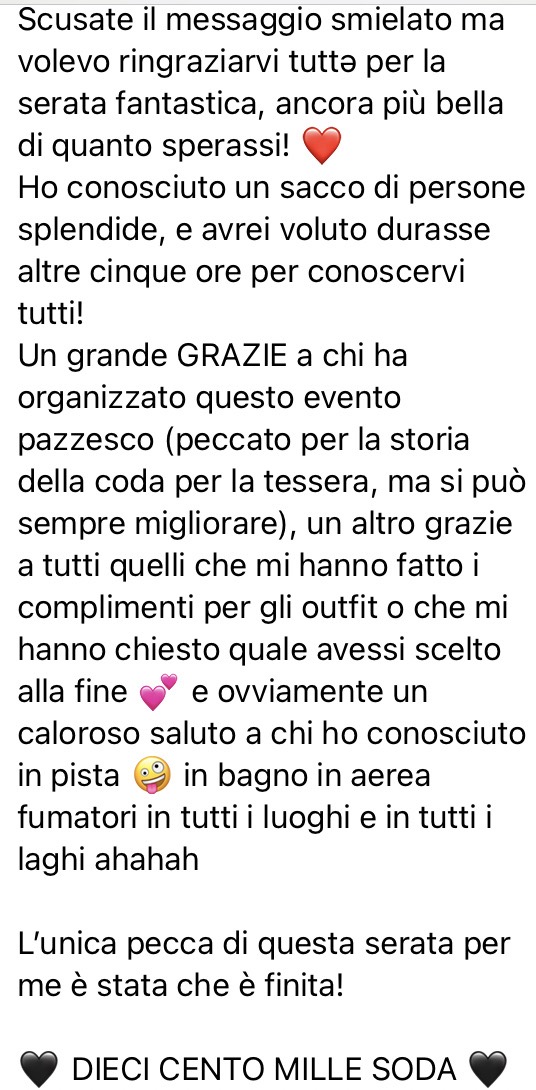 Scusate il messaggio smielato ma
volevo ringraziarvi tuttə per la
serata fantastica, ancora più bella
di quanto sperassi! ❤️
Ho conosciuto un sacco di persone
splendide, e avrei voluto durasse
altre cinque ore per conoscervi
tutti!
Un grande GRAZIE a chi ha
organizzato questo evento
pazzesco (peccato per la storia
della coda per la tessera, ma si può
sempre migliorare), un altro grazie
a tutti quelli che mi hanno fatto i
complimenti per gli outfit o che mi
hanno chiesto quale avessi scelto
alla fine 💕 e ovviamente un
caloroso saluto a chi ho conosciuto
in pista 🤪 in bagno in aerea
fumatori in tutti i luoghi e in tutti i
laghi ahahah
L’unica pecca di questa serata per
me è stata che è finita!
🖤 DIECI CENTO MILLE SODA 🖤